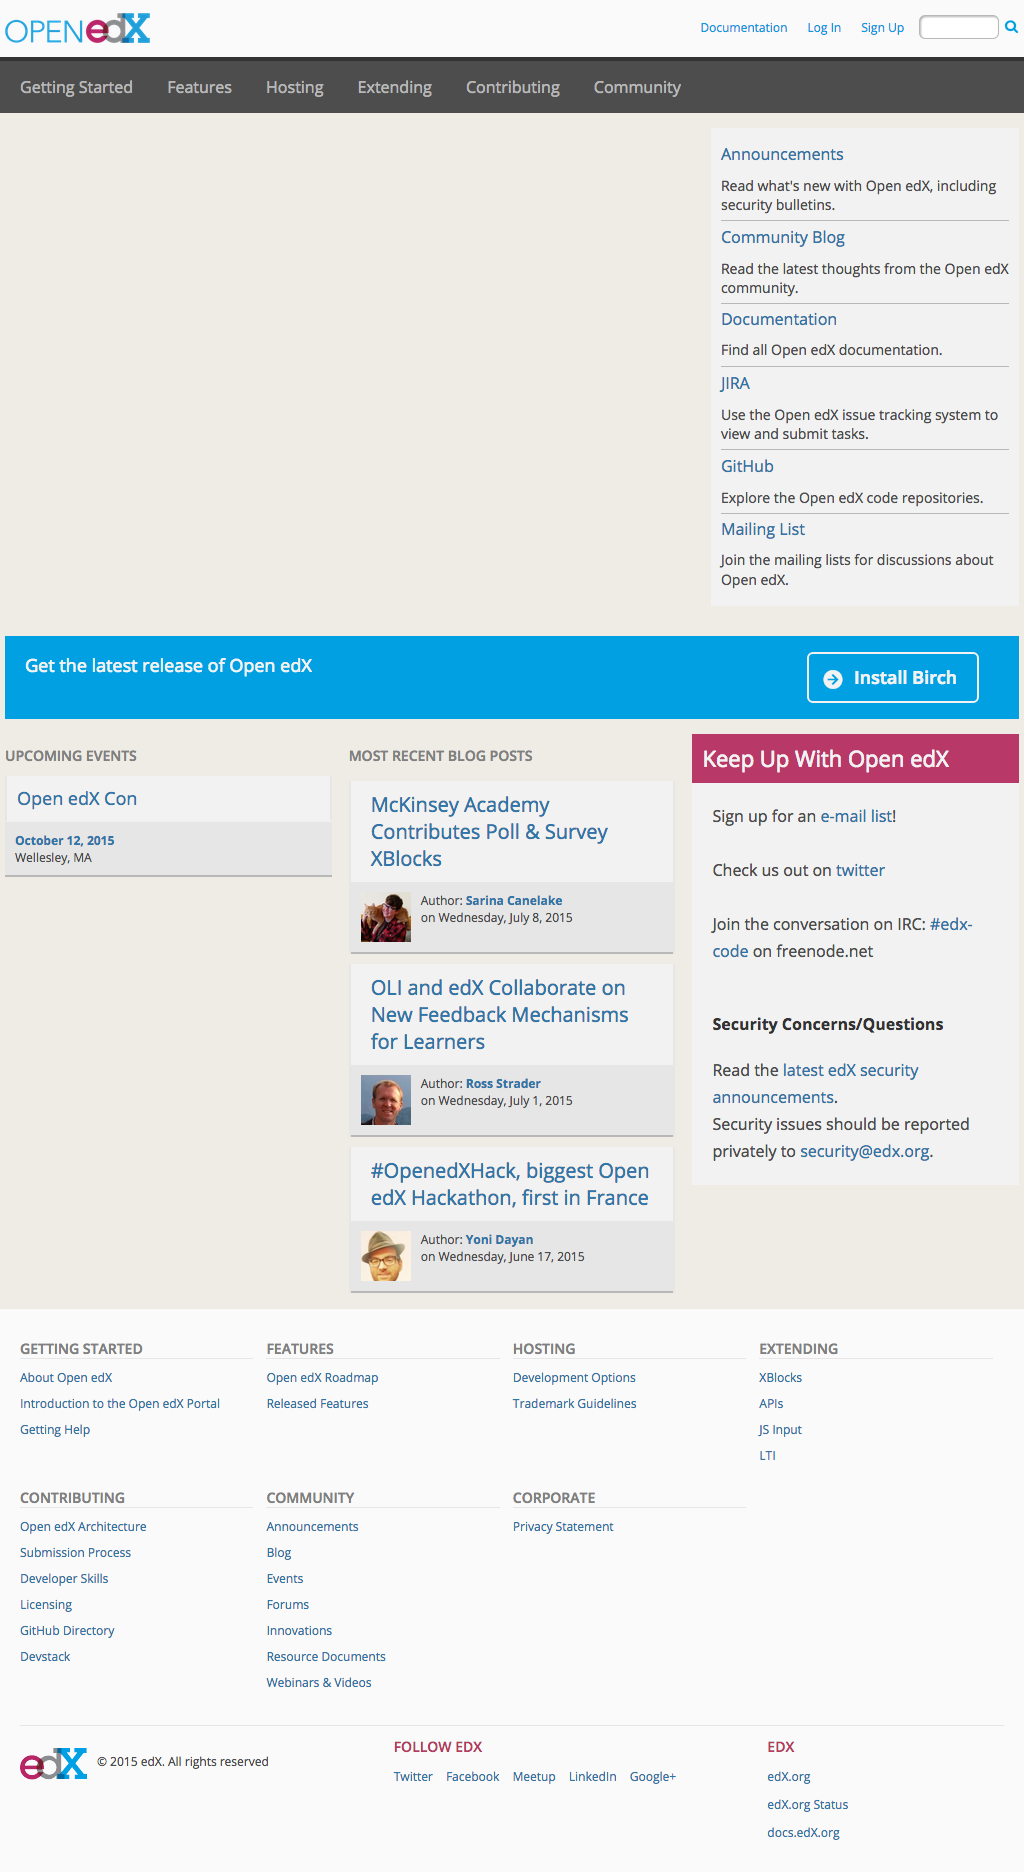 OPEN edX
Documentation Log In Sign Up
Getting Started Features Hosting Extending Contributing Community
Announcements
Read what's new with Open edX, including
security bulletins.
Community Blog
Read the latest thoughts from the Open edX
community.
Documentation
Find all Open edX documentation.
JIRA
Use the Open edX issue tracking system to
view and submit tasks.
GitHub
Explore the Open edX code repositories.
Mailing List
Join the mailing lists for discussions about
Open edX.
Get the latest release of Open edX
Install Birch
UPCOMING EVENTS
Open edX Con
October 12, 2015
Wellesley, MA
MOST RECENT BLOG POSTS
McKinsey Academy
Contributes Poll & Survey
XBlocks
Author: Sarina Canelake
on Wednesday, July 8, 2015
OLI and edX Collaborate on
New Feedback Mechanisms
for Learners
Author: Ross Strader
on Wednesday, July 1, 2015
#OpenedXHack, biggest Open
edX Hackathon, first in France
Author: Yoni Dayan
on Wednesday, June 17, 2015
Keep Up With Open edX
Sign up for an e-mail list!
Check us out on twitter
Join the conversation on IRC: #edx-
code on freenode.net
Security Concerns/Questions
Read the latest edX security
announcements.
Security issues should be reported
privately to security@edx.org.
GETTING STARTED
About Open edX
Introduction to the Open edX Portal
Getting Help
FEATURES
Open edX Roadmap
Released Features
HOSTING
Development Options
Trademark Guidelines
EXTENDING
XBlocks
APIs
JS Input
LTI
CONTRIBUTING
Open edX Architecture
Submission Process
Developer Skills
Licensing
GitHub Directory
Devstack
COMMUNITY
Announcements
Blog
Events
Forums
Innovations
Resource Documents
Webinars & Videos
CORPORATE
Privacy Statement
edX
© 2015 edX. All rights reserved
FOLLOW EDX
Twitter Facebook Meetup LinkedIn Google+
EDX
edX.org
edX.org Status
docs.edX.org